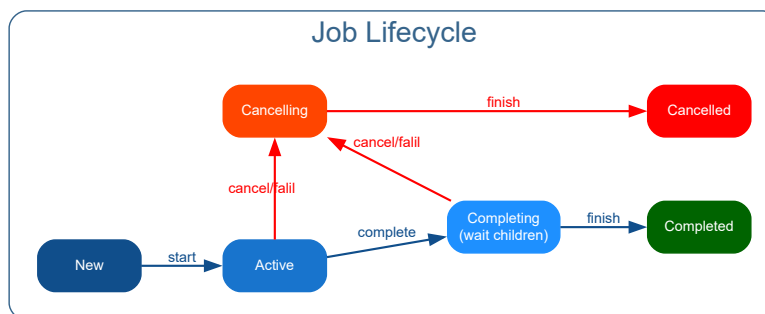 Job Lifecycle
Cancelling
finish
Cancelled
cancel/falil
cancel/falil
Completing
(wait children)
finish
Completed
complete
New
start
Active